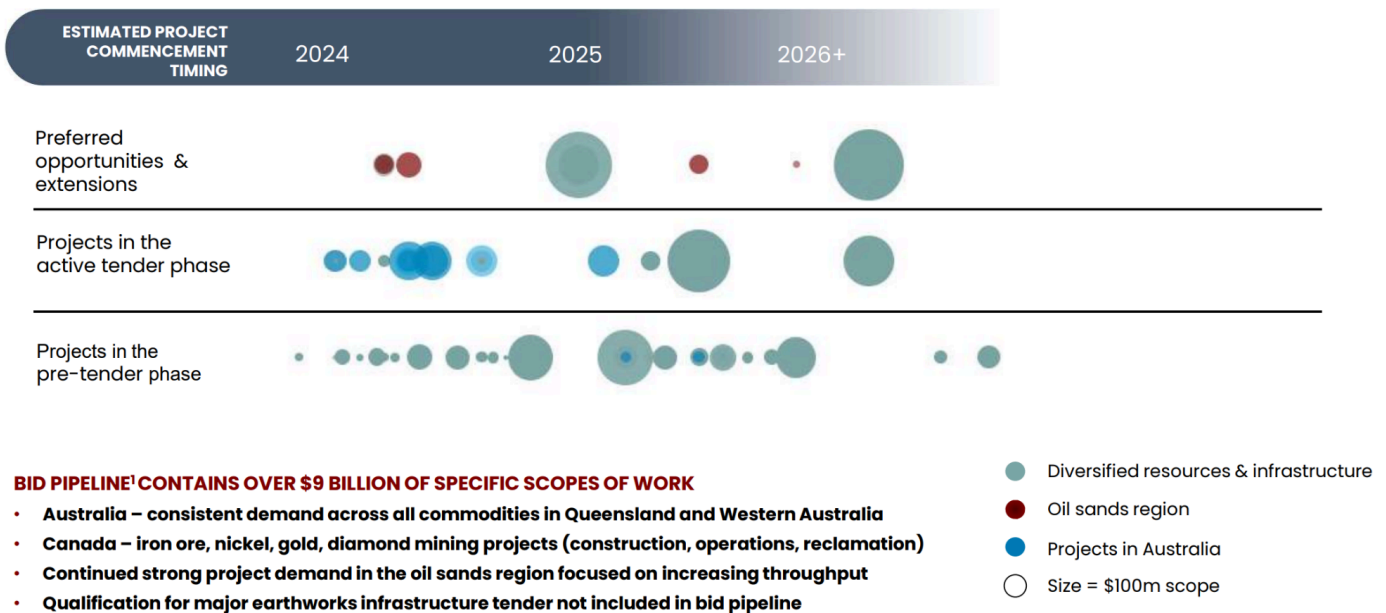 ESTIMATED PROJECT
COMMENCEMENT
TIMING
2024
2025
2026+
Preferred
opportunities &
extensions
Projects in the
active tender phase
Projects in the
pre-tender phase
BID PIPELINE¹ CONTAINS OVER $9 BILLION OF SPECIFIC SCOPES OF WORK
• Australia – consistent demand across all commodities in Queensland and Western Australia
• Canada – iron ore, nickel, gold, diamond mining projects (construction, operations, reclamation)
• Continued strong project demand in the oil sands region focused on increasing throughput
• Qualification for major earthworks infrastructure tender not included in bid pipeline
Diversified resources & infrastructure
Oil sands region
Projects in Australia
Size = $100m scope